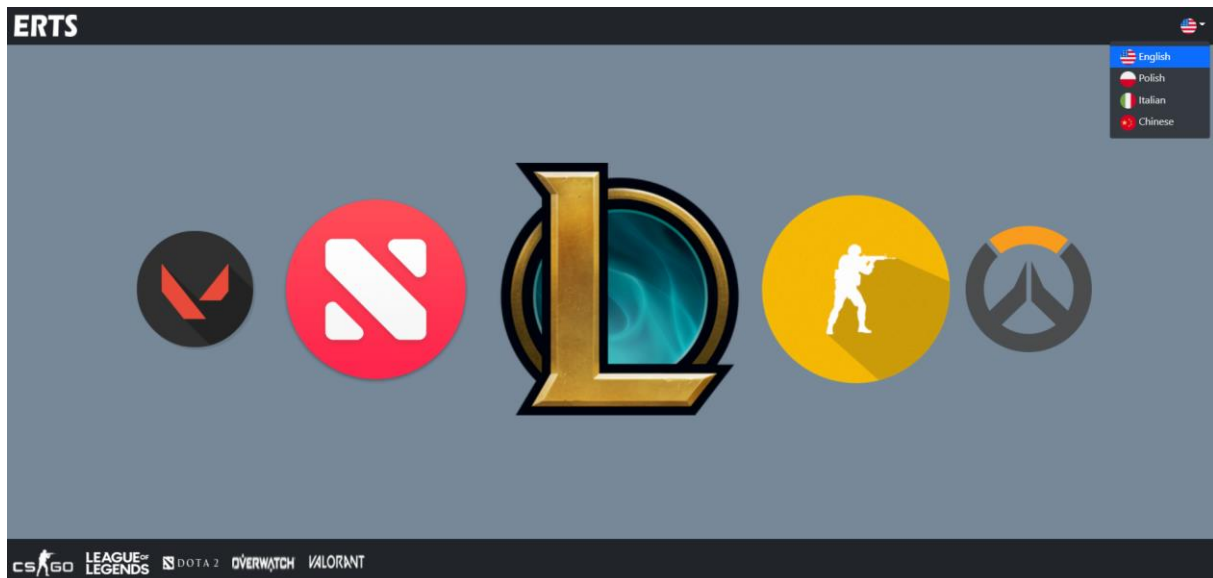 ERTS
English
Polish
Italian
Chinese
CS GO LEAGUE OF LEGENDS DOTA 2 OVERWATCH VALORANT